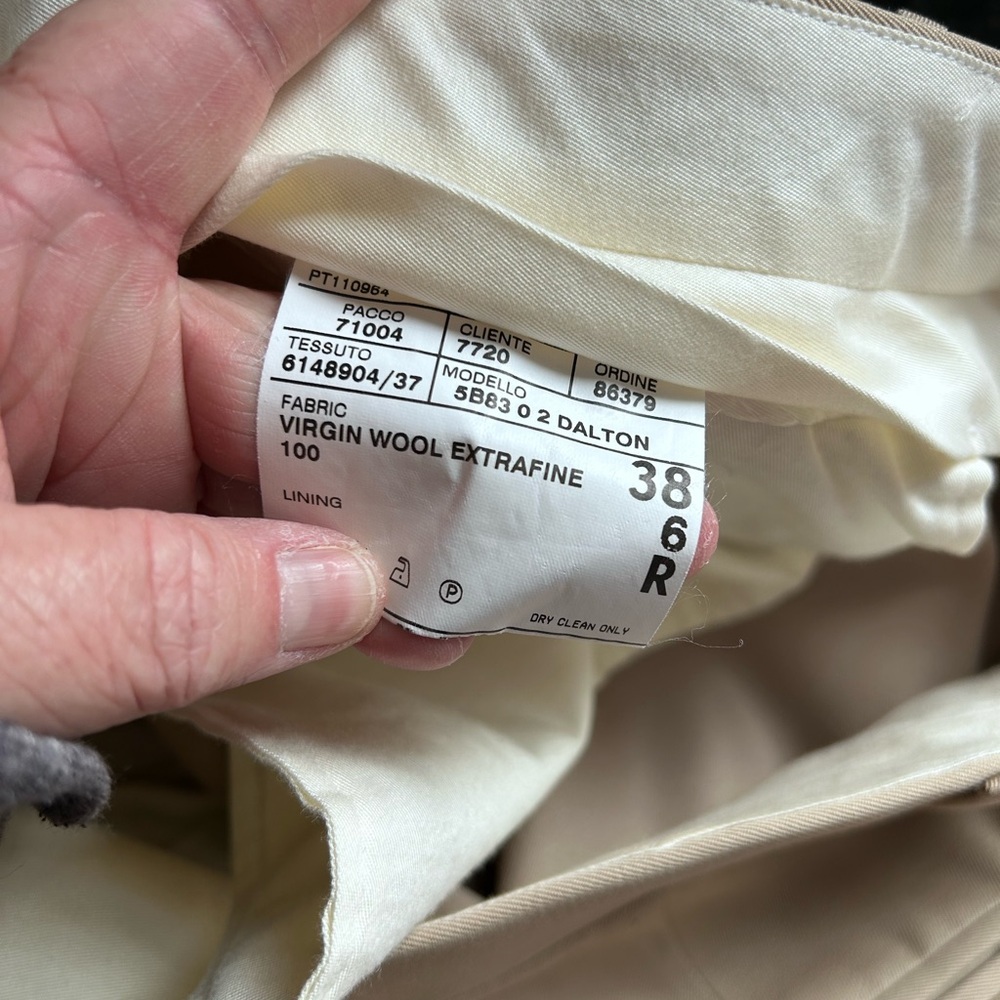 PT110964
PACCO
71004
CLIENTE
7720
ORDINE
86379
TESSUTO
6148904/37
MODELLO
5B83 0 2 DALTON
FABRIC
VIRGIN WOOL EXTRAFINE
100
38
6
R
LINING
P
DRY CLEAN ONLY